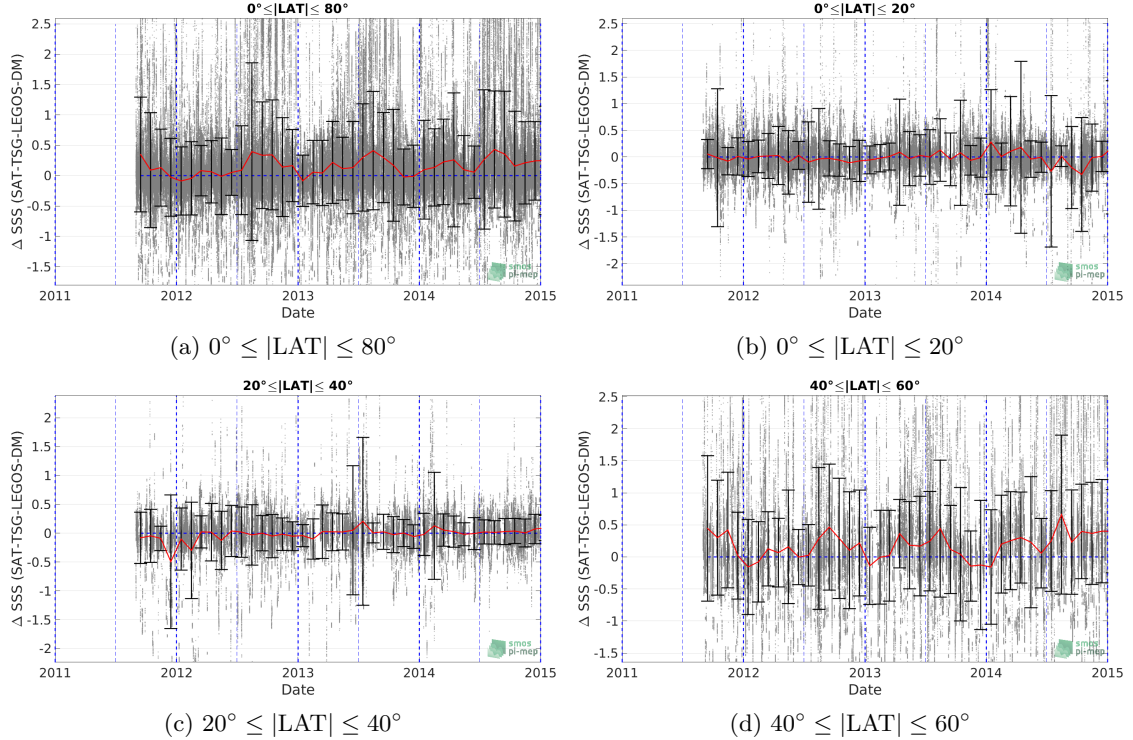 0°≤|LAT|≤ 80°
2.5
2
1.5
1
0.5
0
-0.5
-1
-1.5
Δ SSS (SAT-TSG-LEGOS-DM)
smos
pi-mep
2011 2012 2013 2014 2015
Date
(a) 0° ≤ |LAT| ≤ 80°
0°≤|LAT|≤ 20°
2
1.5
1
0.5
0
-0.5
-1
-1.5
-2
Δ SSS (SAT-TSG-LEGOS-DM)
smos
pi-mep
2011 2012 2013 2014 2015
Date
(b) 0° ≤ |LAT| ≤ 20°
20°≤|LAT|≤ 40°
2
1.5
1
0.5
0
-0.5
-1
-1.5
-2
Δ SSS (SAT-TSG-LEGOS-DM)
smos
pi-mep
2011 2012 2013 2014 2015
Date
(c) 20° ≤ |LAT| ≤ 40°
40°≤|LAT|≤ 60°
2.5
2
1.5
1
0.5
0
-0.5
-1
-1.5
Δ SSS (SAT-TSG-LEGOS-DM)
smos
pi-mep
2011 2012 2013 2014 2015
Date
(d) 40° ≤ |LAT| ≤ 60°